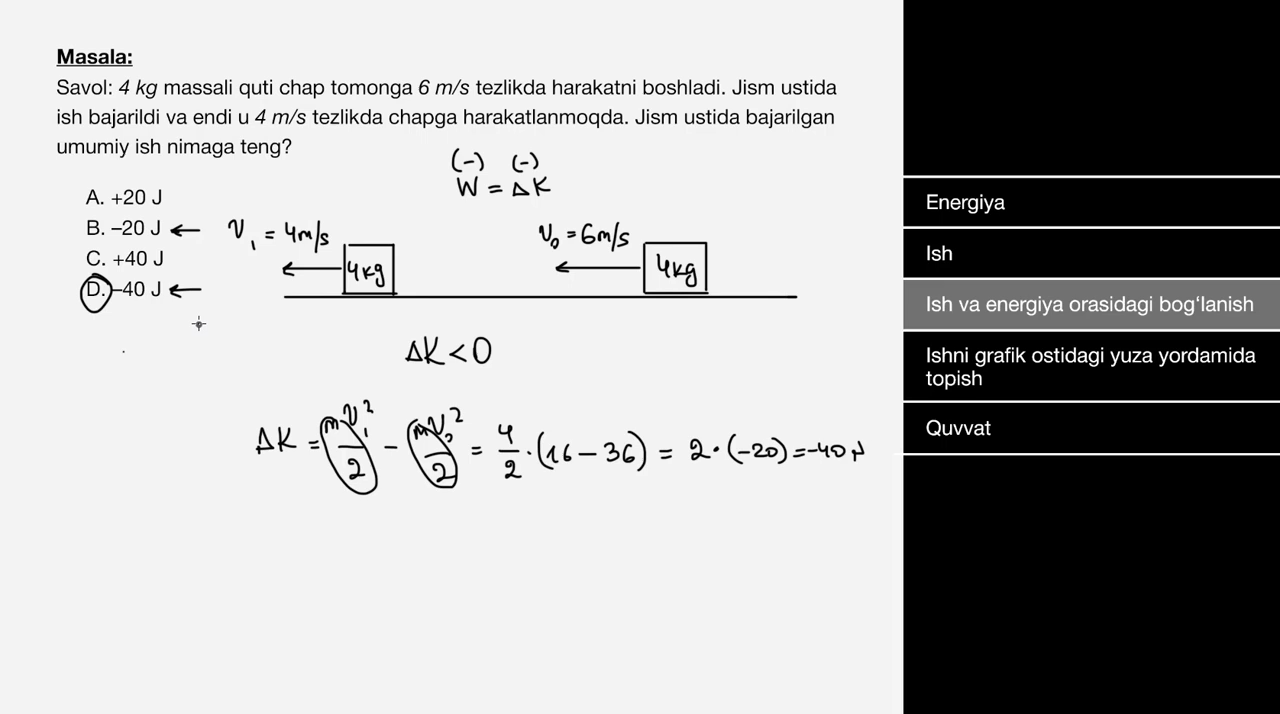 Masala:
Savol: 4 kg massali quti chap tomonga 6 m/s tezlikda harakatni boshladi. Jism ustida
ish bajarildi va endi u 4 m/s tezlikda chapga harakatlanmoqda. Jism ustida bajarilgan
umumiy ish nimaga teng?
(-) (-)
W = ΔK
A. +20 J
B. –20 J
C. +40 J
D. –40 J
V₁ = 4m/s
4kg
V₀ = 6m/s
4kg
ΔK < 0
ΔK = mV₁²/2 - mV₀²/2 = 4/2 · (16 - 36) = 2 · (-20) = -40
Energiya
Ish
Ish va energiya orasidagi bog‘lanish
Ishni grafik ostidagi yuza yordamida
topish
Quvvat